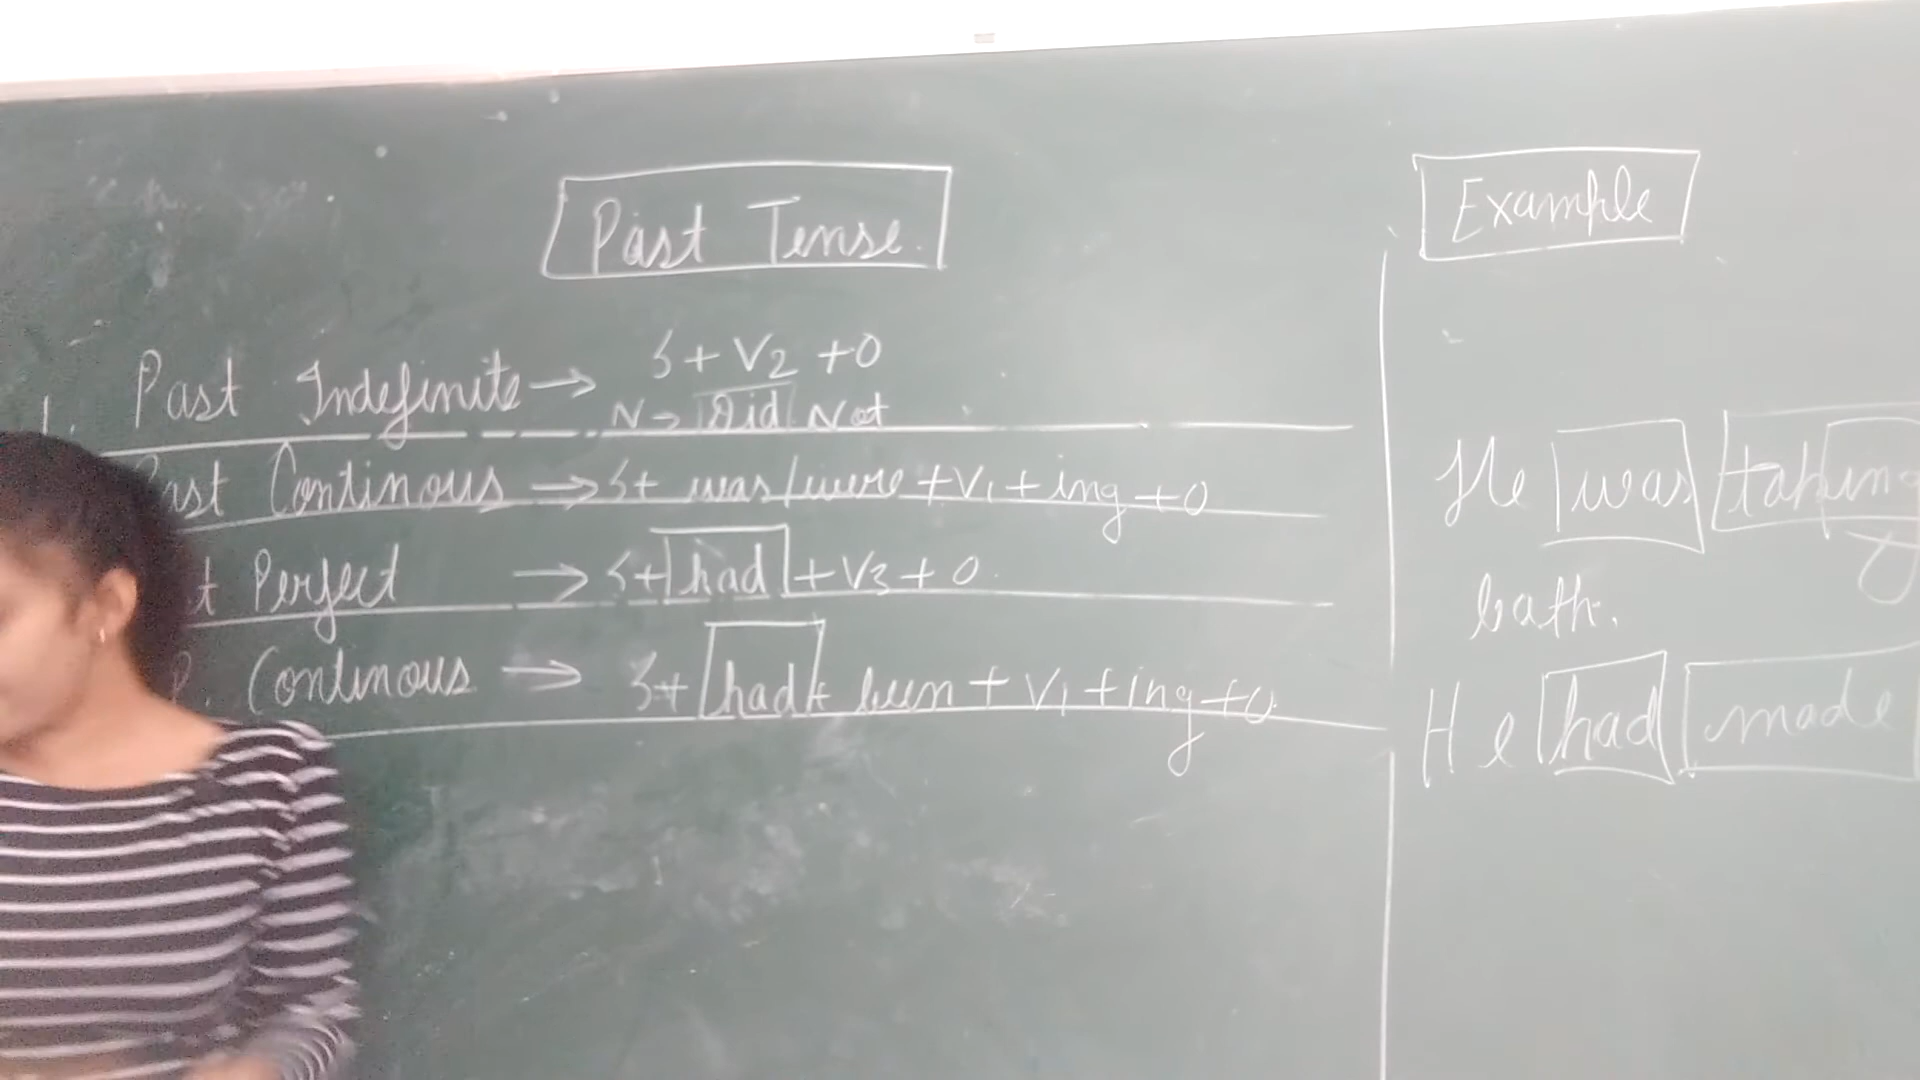 Past Tense.
Example
1. Past Indefinite → S + V2 + O
N → Did Not
Past Continous → S + was/were + V1 + ing + O
t Perfect → S + had + V3 + O.
P. Continous → S + had + been + V1 + ing + O
He was taking
bath.
He had made